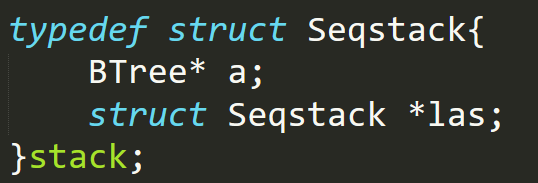 typedef struct Seqstack{
    BTree* a;
    struct Seqstack *las;
}stack;